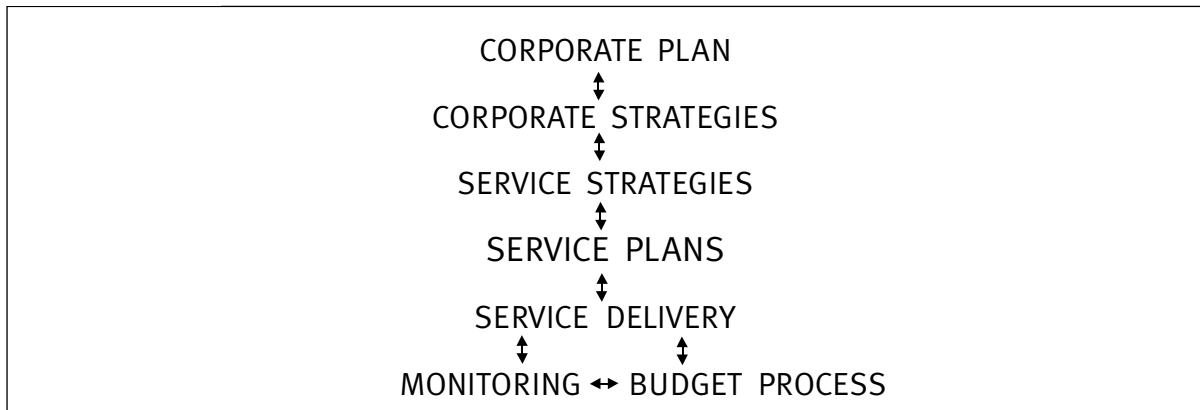 CORPORATE PLAN
CORPORATE STRATEGIES
SERVICE STRATEGIES
SERVICE PLANS
SERVICE DELIVERY
MONITORING ↔ BUDGET PROCESS